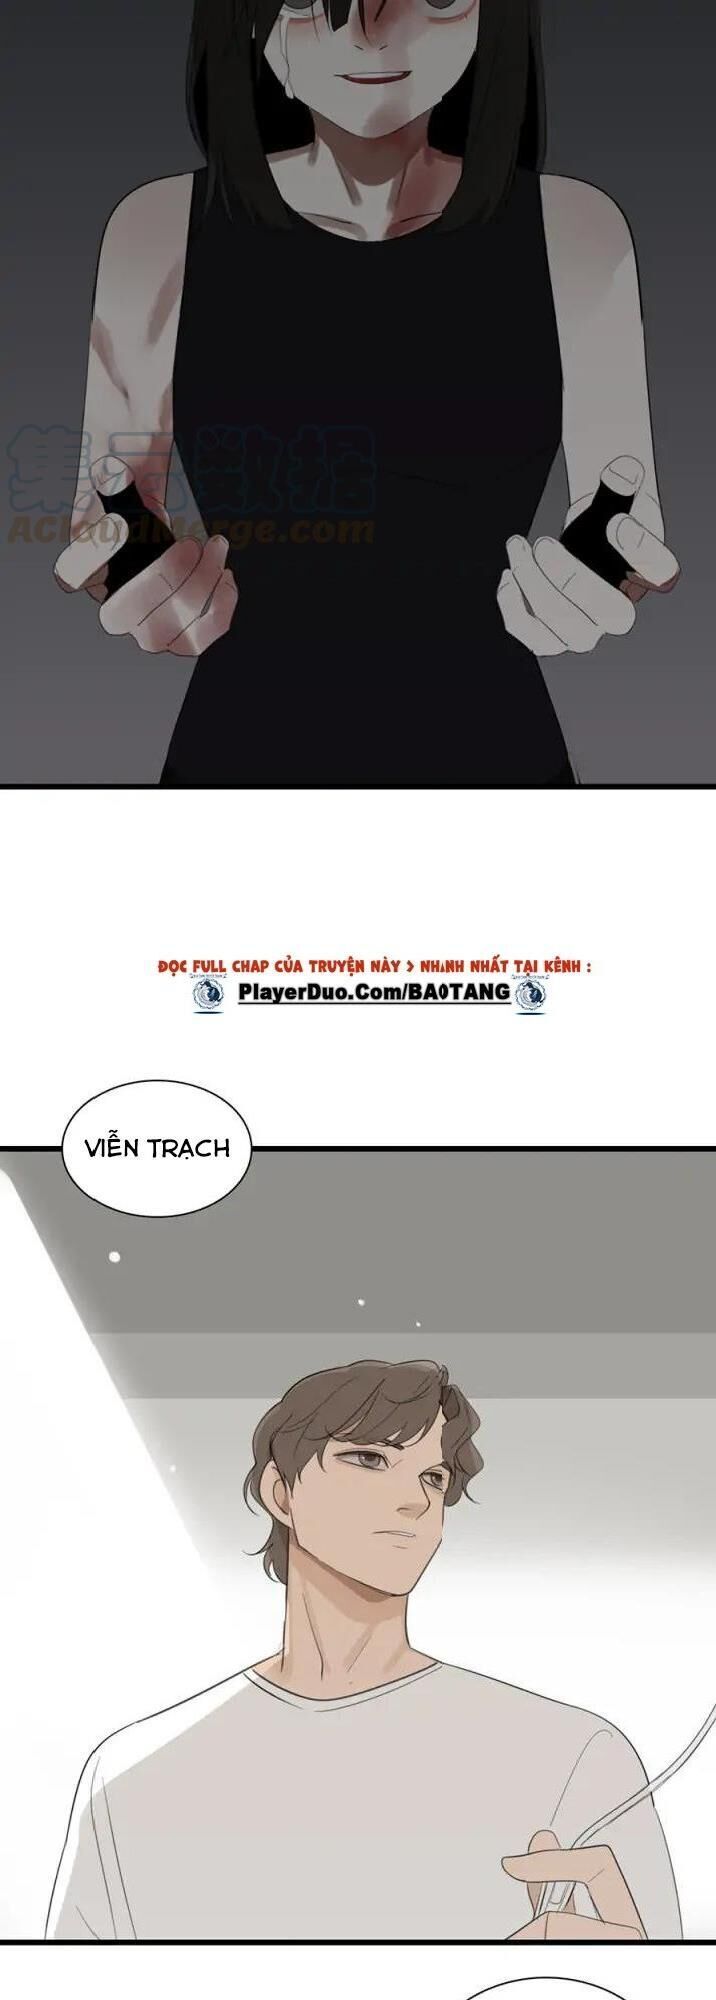 集云数据
ACloudMerge.com
ĐỌC FULL CHAP CỦA TRUYỆN NÀY > NHANH NHẤT TẠI KÊNH :
PlayerDuo.Com/BAOTANG
VIỄN TRẠCH